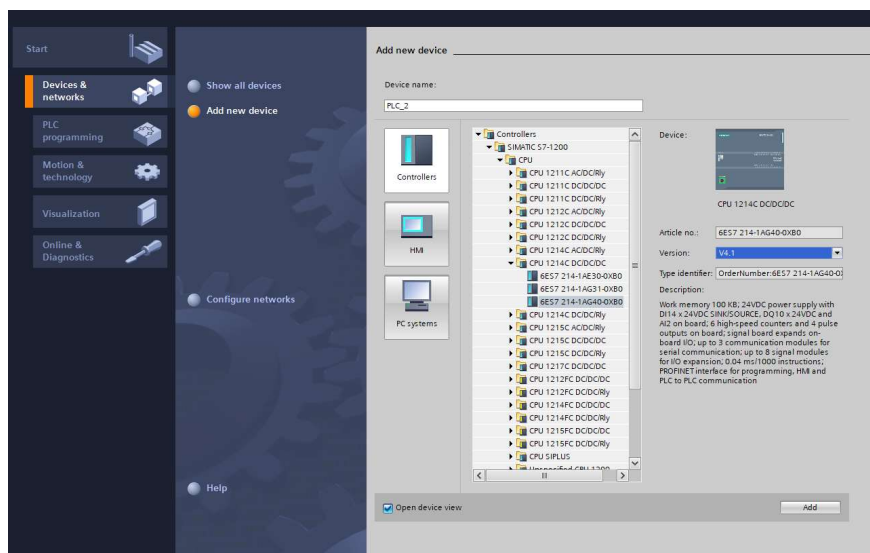 Start
Devices &
networks
PLC
programming
Motion &
technology
Visualization
Online &
Diagnostics
Show all devices
Add new device
Configure networks
Help
Add new device
Device name:
PLC_2
Controllers
HMI
PC systems
Controllers
SIMATIC S7-1200
CPU
CPU 1211C AC/DC/Rly
CPU 1211C DC/DC/DC
CPU 1211C DC/DC/Rly
CPU 1212C AC/DC/Rly
CPU 1212C DC/DC/DC
CPU 1212C DC/DC/Rly
CPU 1214C AC/DC/Rly
CPU 1214C DC/DC/DC
6ES7 214-1AE30-0XB0
6ES7 214-1AG31-0XB0
6ES7 214-1AG40-0XB0
CPU 1214C DC/DC/Rly
CPU 1215C AC/DC/Rly
CPU 1215C DC/DC/DC
CPU 1215C DC/DC/Rly
CPU 1217C DC/DC/DC
CPU 1212FC DC/DC/DC
CPU 1212FC DC/DC/Rly
CPU 1214FC DC/DC/DC
CPU 1214FC DC/DC/Rly
CPU 1215FC DC/DC/DC
CPU 1215FC DC/DC/Rly
CPU SIPLUS
Unspecified CPU 1200
Device:
CPU 1214C DC/DC/DC
Article no.:
6ES7 214-1AG40-0XB0
Version:
V4.1
Type identifier:
OrderNumber:6ES7 214-1AG40-0
Description:
Work memory 100 KB; 24VDC power supply with
DI14 x 24VDC SINK/SOURCE, DQ10 x 24VDC and
AI2 on board; 6 high-speed counters and 4 pulse
outputs on board; signal board expands on-
board I/O; up to 3 communication modules for
serial communication; up to 8 signal modules
for I/O expansion; 0.04 ms/1000 instructions;
PROFINET interface for programming, HMI and
PLC to PLC communication
Open device view
Add